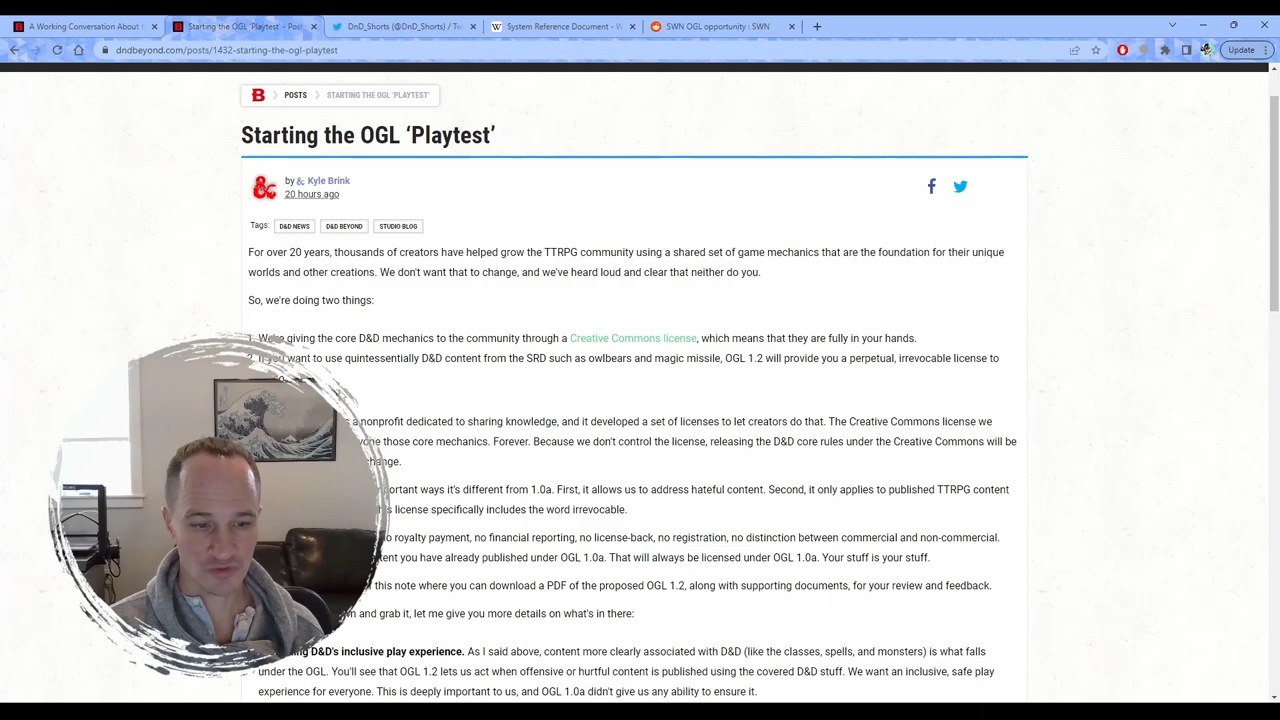 A Working Conversation About t
Starting the OGL 'Playtest' - Pos
DnD_Shorts (@DnD_Shorts) / Tw
System Reference Document - W
SWN OGL opportunity : SWN
dndbeyond.com/posts/1432-starting-the-ogl-playtest
Update
POSTS
STARTING THE OGL 'PLAYTEST'
Starting the OGL 'Playtest'
by & Kyle Brink
20 hours ago
Tags: D&D NEWS D&D BEYOND STUDIO BLOG
For over 20 years, thousands of creators have helped grow the TTRPG community using a shared set of game mechanics that are the foundation for their unique
worlds and other creations. We don't want that to change, and we've heard loud and clear that neither do you.
So, we're doing two things:
1. We're giving the core D&D mechanics to the community through a Creative Commons license, which means that they are fully in your hands.
2. If you want to use quintessentially D&D content from the SRD such as owlbears and magic missile, OGL 1.2 will provide you a perpetual, irrevocable license to
a nonprofit dedicated to sharing knowledge, and it developed a set of licenses to let creators do that. The Creative Commons license we
those core mechanics. Forever. Because we don't control the license, releasing the D&D core rules under the Creative Commons will be
change.
ways it's different from 1.0a. First, it allows us to address hateful content. Second, it only applies to published TTRPG content
license specifically includes the word irrevocable.
royalty payment, no financial reporting, no license-back, no registration, no distinction between commercial and non-commercial.
you have already published under OGL 1.0a. That will always be licensed under OGL 1.0a. Your stuff is your stuff.
this note where you can download a PDF of the proposed OGL 1.2, along with supporting documents, for your review and feedback.
and grab it, let me give you more details on what's in there:
D&D's inclusive play experience. As I said above, content more clearly associated with D&D (like the classes, spells, and monsters) is what falls
under the OGL. You'll see that OGL 1.2 lets us act when offensive or hurtful content is published using the covered D&D stuff. We want an inclusive, safe play
experience for everyone. This is deeply important to us, and OGL 1.0a didn't give us any ability to ensure it.